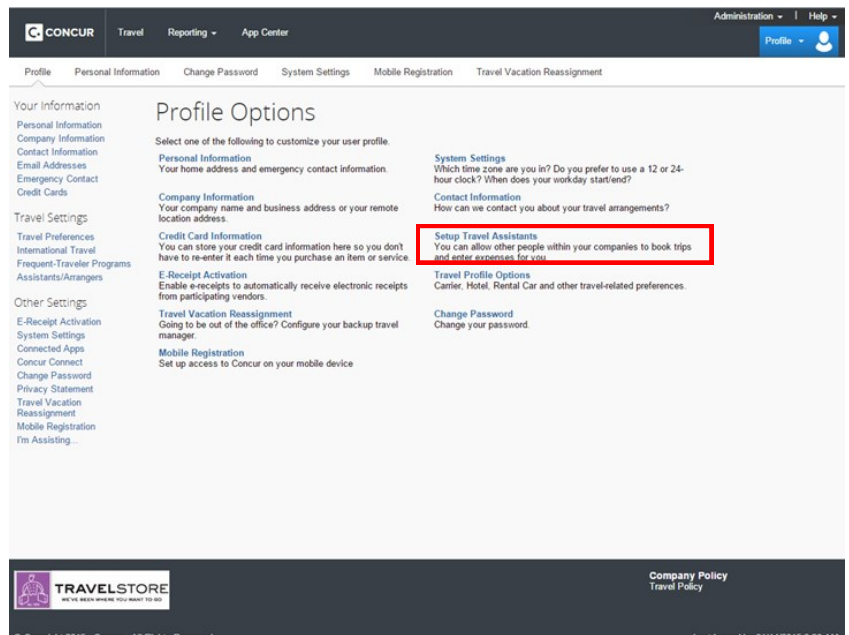 Administration | Help
C. CONCUR Travel Reporting App Center
Profile
Profile Personal Information Change Password System Settings Mobile Registration Travel Vacation Reassignment
Your Information
Personal Information
Company Information
Contact Information
Email Addresses
Emergency Contact
Credit Cards
Travel Settings
Travel Preferences
International Travel
Frequent-Traveler Programs
Assistants/Arrangers
Other Settings
E-Receipt Activation
System Settings
Connected Apps
Concur Connect
Change Password
Privacy Statement
Travel Vacation
Reassignment
Mobile Registration
I'm Assisting...
Profile Options
Select one of the following to customize your user profile.
Personal Information
Your home address and emergency contact information.
Company Information
Your company name and business address or your remote
location address.
Credit Card Information
You can store your credit card information here so you don't
have to re-enter it each time you purchase an item or service.
E-Receipt Activation
Enable e-receipts to automatically receive electronic receipts
from participating vendors.
Travel Vacation Reassignment
Going to be out of the office? Configure your backup travel
manager.
Mobile Registration
Set up access to Concur on your mobile device
System Settings
Which time zone are you in? Do you prefer to use a 12 or 24-
hour clock? When does your workday start/end?
Contact Information
How can we contact you about your travel arrangements?
Setup Travel Assistants
You can allow other people within your companies to book trips
and enter expenses for you.
Travel Profile Options
Carrier, Hotel, Rental Car and other travel-related preferences.
Change Password
Change your password.
TRAVELSTORE
WE'VE BEEN WHERE YOU WANT TO GO
Company Policy
Travel Policy